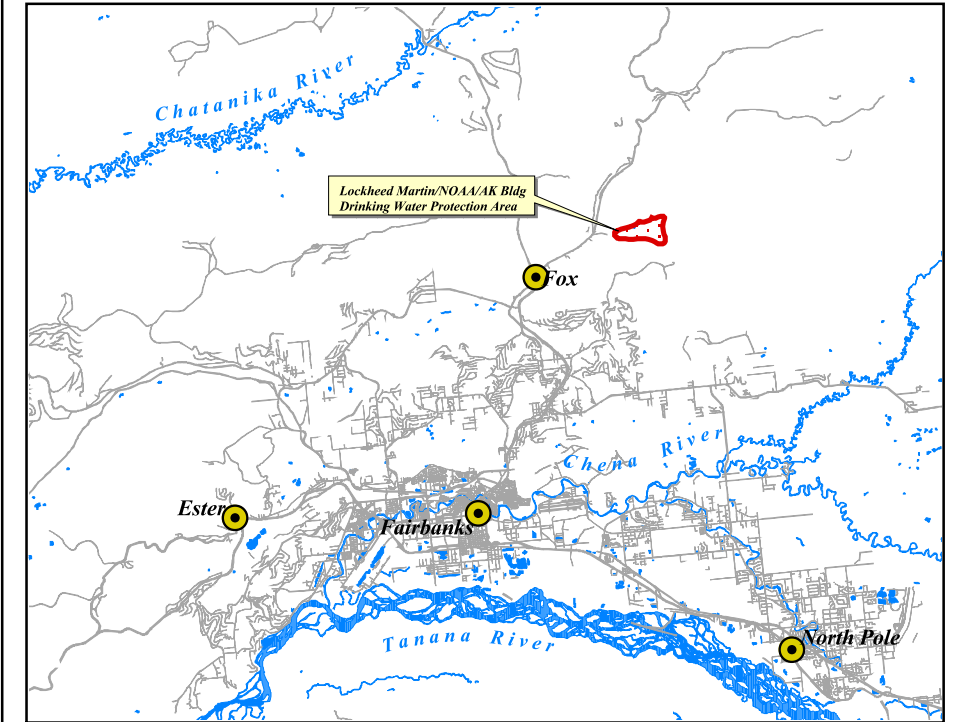 Chatanika River
Lockheed Martin/NOAA/AK Bldg
Drinking Water Protection Area
Fox
Chena River
Ester
Fairbanks
Tanana River
North Pole